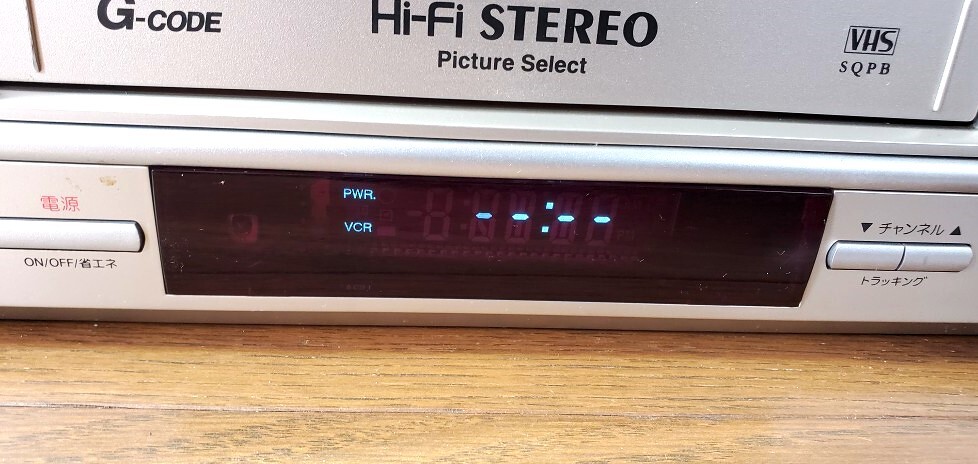 G-CODE
Hi-Fi STEREO
Picture Select
VHS
SQPB
電源
ON/OFF/省エネ
PWR.
VCR
--:--
▼ チャンネル ▲
トラッキング